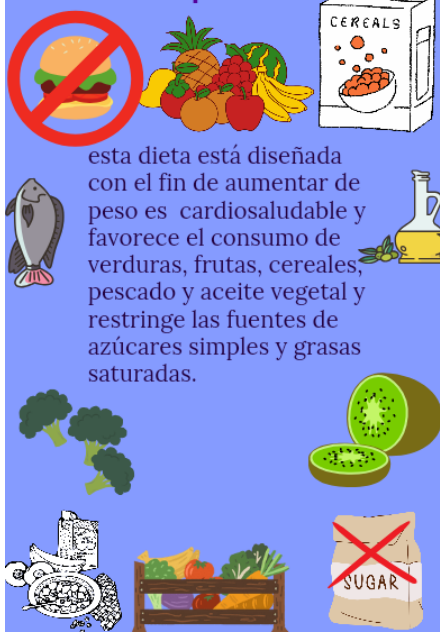 CEREALS
esta dieta está diseñada
con el fin de aumentar de
peso es  cardiosaludable y
favorece el consumo de
verduras, frutas, cereales,
pescado y aceite vegetal y
restringe las fuentes de
azúcares simples y grasas
saturadas.
SUGAR